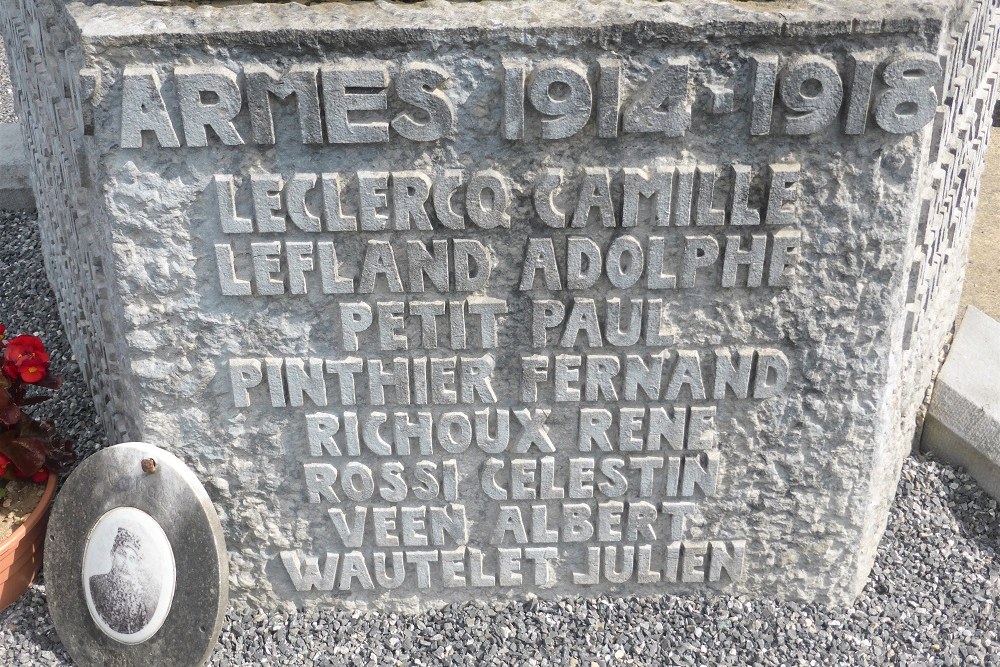 'ARMES 1914-1918
LECLERCQ CAMILLE
LEFLAND ADOLPHE
PETIT PAUL
PINTHIER FERNAND
RICHOUX RENE
ROSSI CELESTIN
VEEN ALBERT
WAUTELET JULIEN